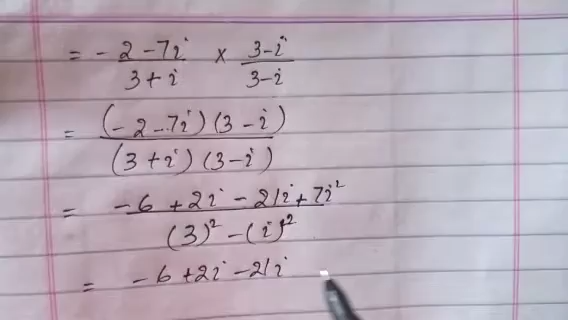 = - 2 - 7i / 3 + i × 3 - i / 3 - i
= (- 2 - 7i) (3 - i) / (3 + i) (3 - i)
= - 6 + 2i - 21i + 7i² / (3)² - (i)²
= - 6 + 2i - 21i